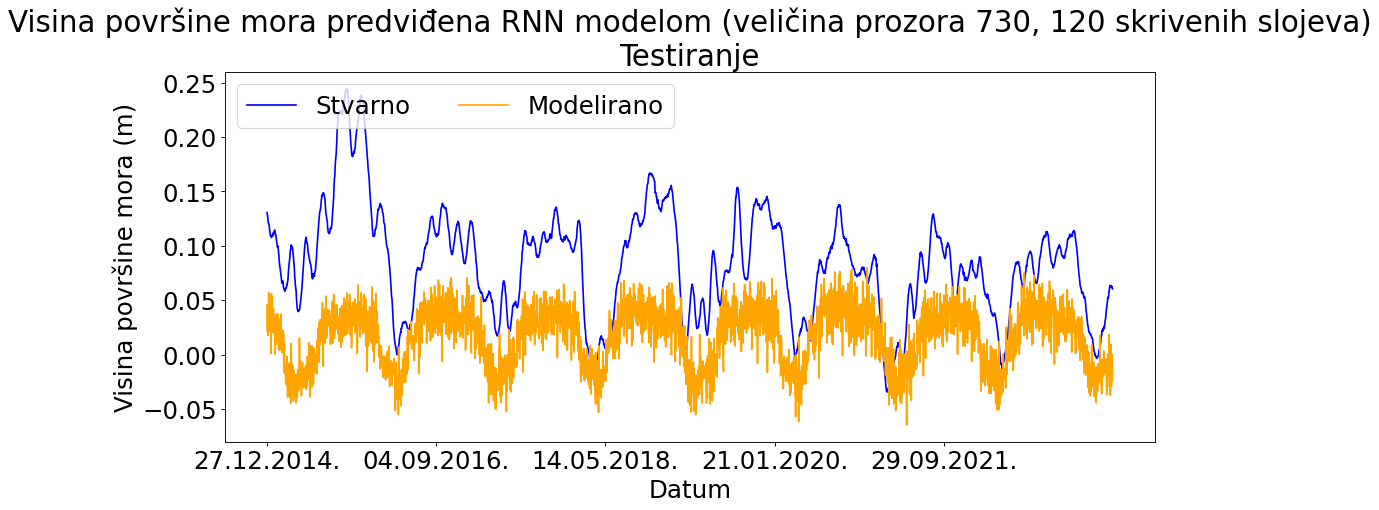 Visina površine mora predviđena RNN modelom (veličina prozora 730, 120 skrivenih slojeva)
Testiranje
Stvarno Modelirano
Visina površine mora (m)
0.25
0.20
0.15
0.10
0.05
0.00
−0.05
27.12.2014. 04.09.2016. 14.05.2018. 21.01.2020. 29.09.2021.
Datum